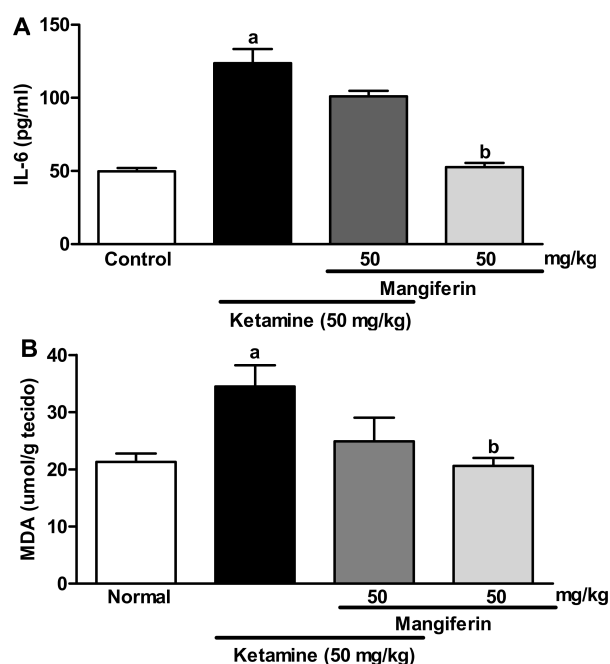 A
150
a
100
b
50
0
IL-6 (pg/ml)
Control
50
50
mg/kg
Mangiferin
Ketamine (50 mg/kg)
B
40
a
30
b
20
10
0
MDA (umol/g tecido)
Normal
50
50
mg/kg
Mangiferin
Ketamine (50 mg/kg)